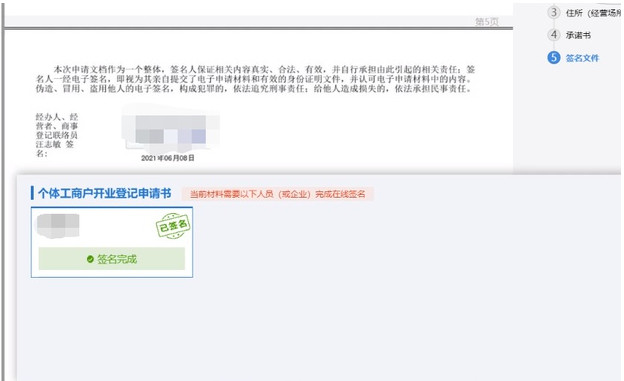 第5页
本次申请文档作为一个整体，签名人保证相关内容真实、合法、有效，并自行承担由此引起的相关责任；签
名人一经电子签名，即视为其亲自提交了电子申请材料和有效的身份证明文件，并认可电子申请材料中的内容。
伪造、冒用、盗用他人的电子签名，构成犯罪的，依法追究刑事责任；给他人造成损失的，依法承担民事责任。
经办人、经
营者、商事
登记联络员
汪志敏 签
名：
2021年06月08日
3 住所（经营场所
4 承诺书
5 签名文件
个体工商户开业登记申请书 当前材料需要以下人员（或企业）完成在线签名
已签名
签名完成